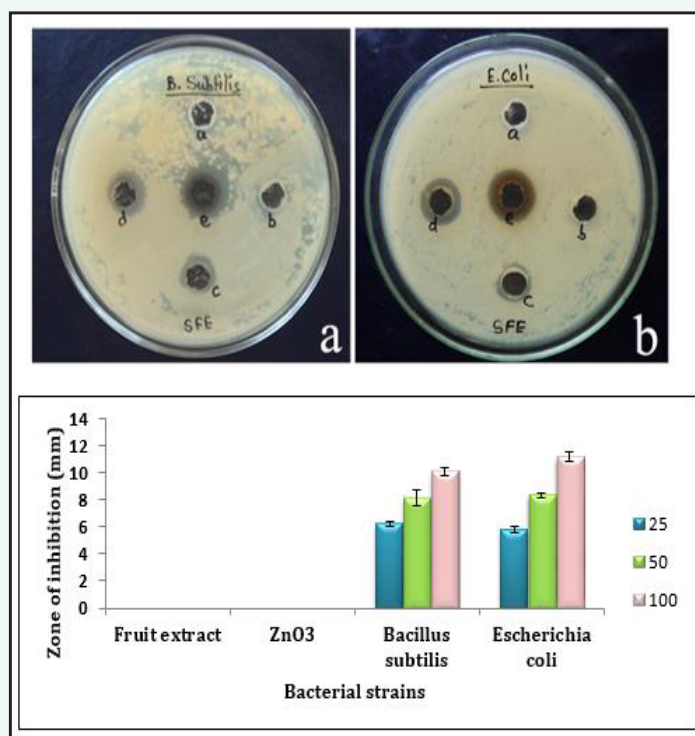 B. Subtilis
a
d
e
b
c
SFE
a
E.Coli
a
d
e
b
c
SFE
b
Zone of inhibition (mm)
14
12
10
8
6
4
2
0
Fruit extract
ZnO3
Bacillus subtilis
Escherichia coli
Bacterial strains
25
50
100